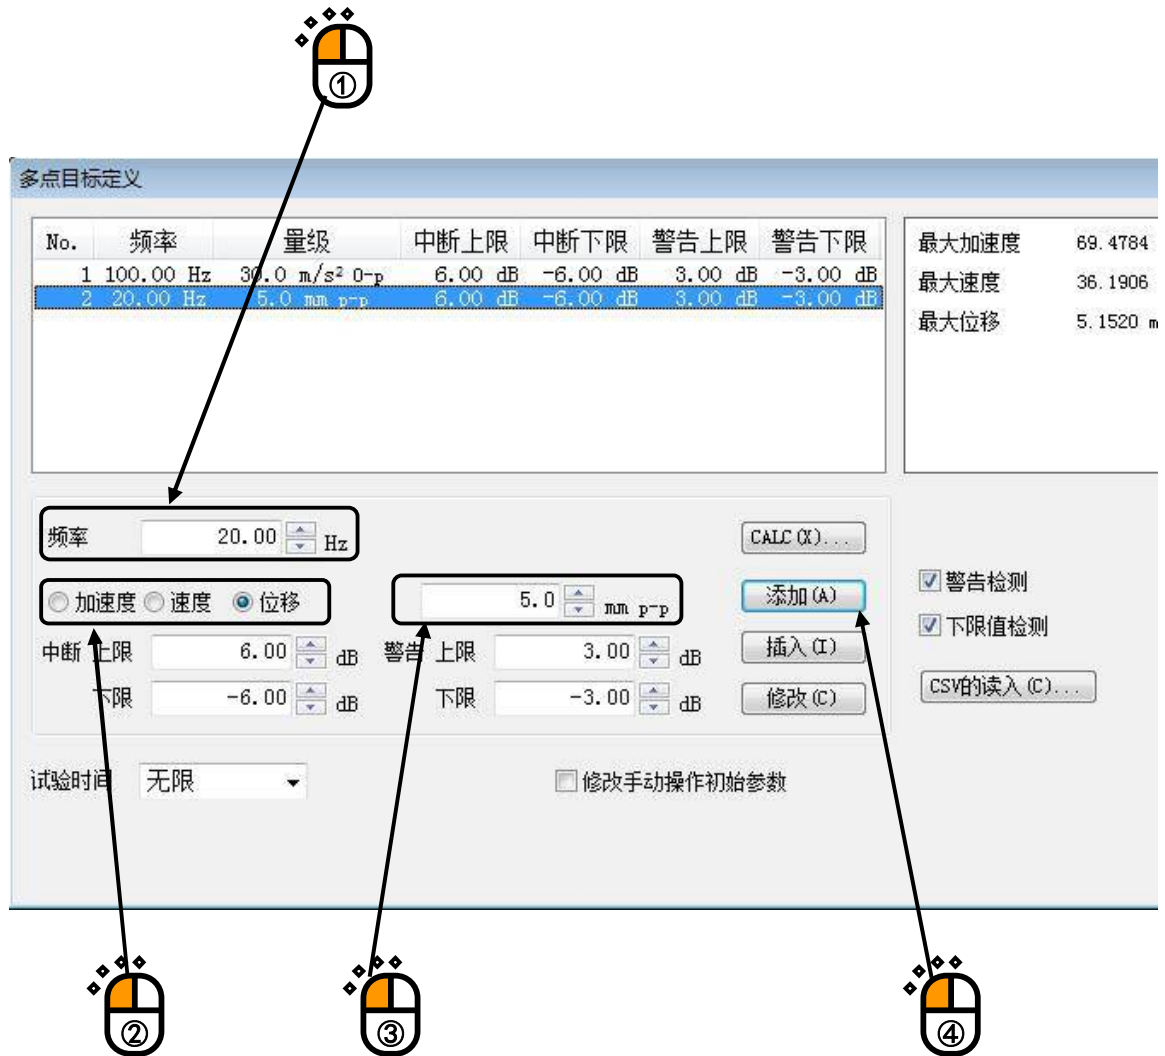 ①
多点目标定义
No. 频率 量级 中断上限 中断下限 警告上限 警告下限
1 100.00 Hz 30.0 m/s² 0-p 6.00 dB -6.00 dB 3.00 dB -3.00 dB
2 20.00 Hz 5.0 mm p-p 6.00 dB -6.00 dB 3.00 dB -3.00 dB
最大加速度 69.4784
最大速度 36.1906
最大位移 5.1520 m
频率 20.00 Hz
CALC(X)...
加速度 速度 位移 5.0 mm p-p 添加(A)
中断 上限 6.00 dB 警告 上限 3.00 dB 插入(I)
下限 -6.00 dB 下限 -3.00 dB 修改(C)
警告检测
下限值检测
CSV的读入(C)...
试验时间 无限 修改手动操作初始参数
② ③ ④